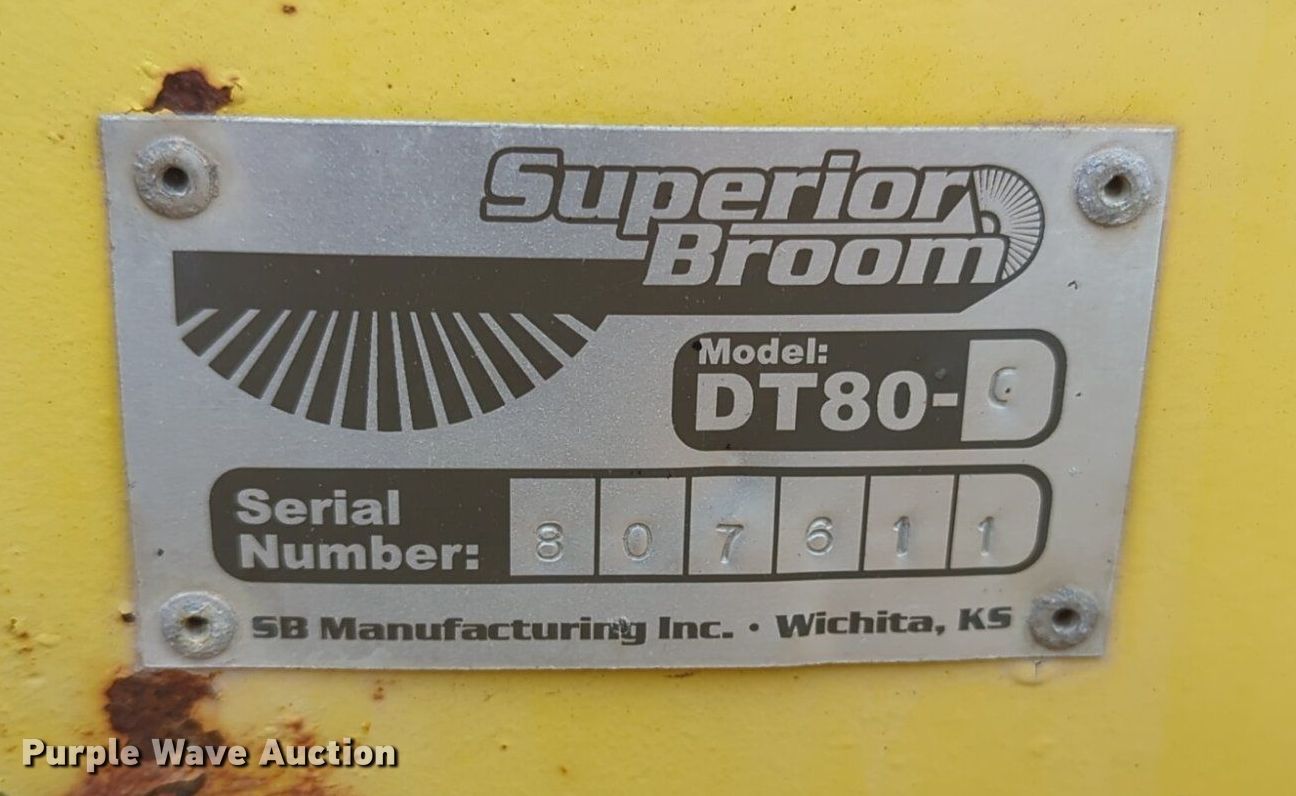 Superior
Broom
Model:
DT80-C
Serial
Number: 807611
SB Manufacturing Inc. • Wichita, KS
Purple Wave Auction